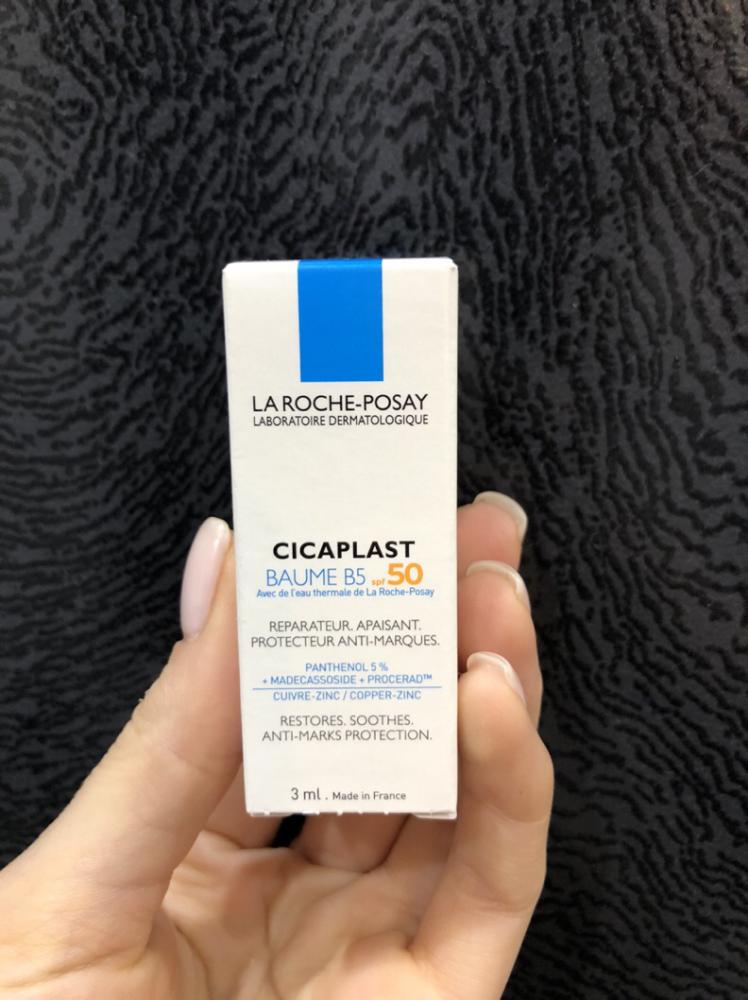 LA ROCHE-POSAY
LABORATOIRE DERMATOLOGIQUE
CICAPLAST
BAUME B5 spf 50
Avec de l'eau thermale de La Roche-Posay
REPARATEUR. APAISANT.
PROTECTEUR ANTI-MARQUES.
PANTHENOL 5 %
+ MADECASSOSIDE + PROCERAD™
CUIVRE-ZINC / COPPER-ZINC
RESTORES. SOOTHES.
ANTI-MARKS PROTECTION.
3 ml . Made in France